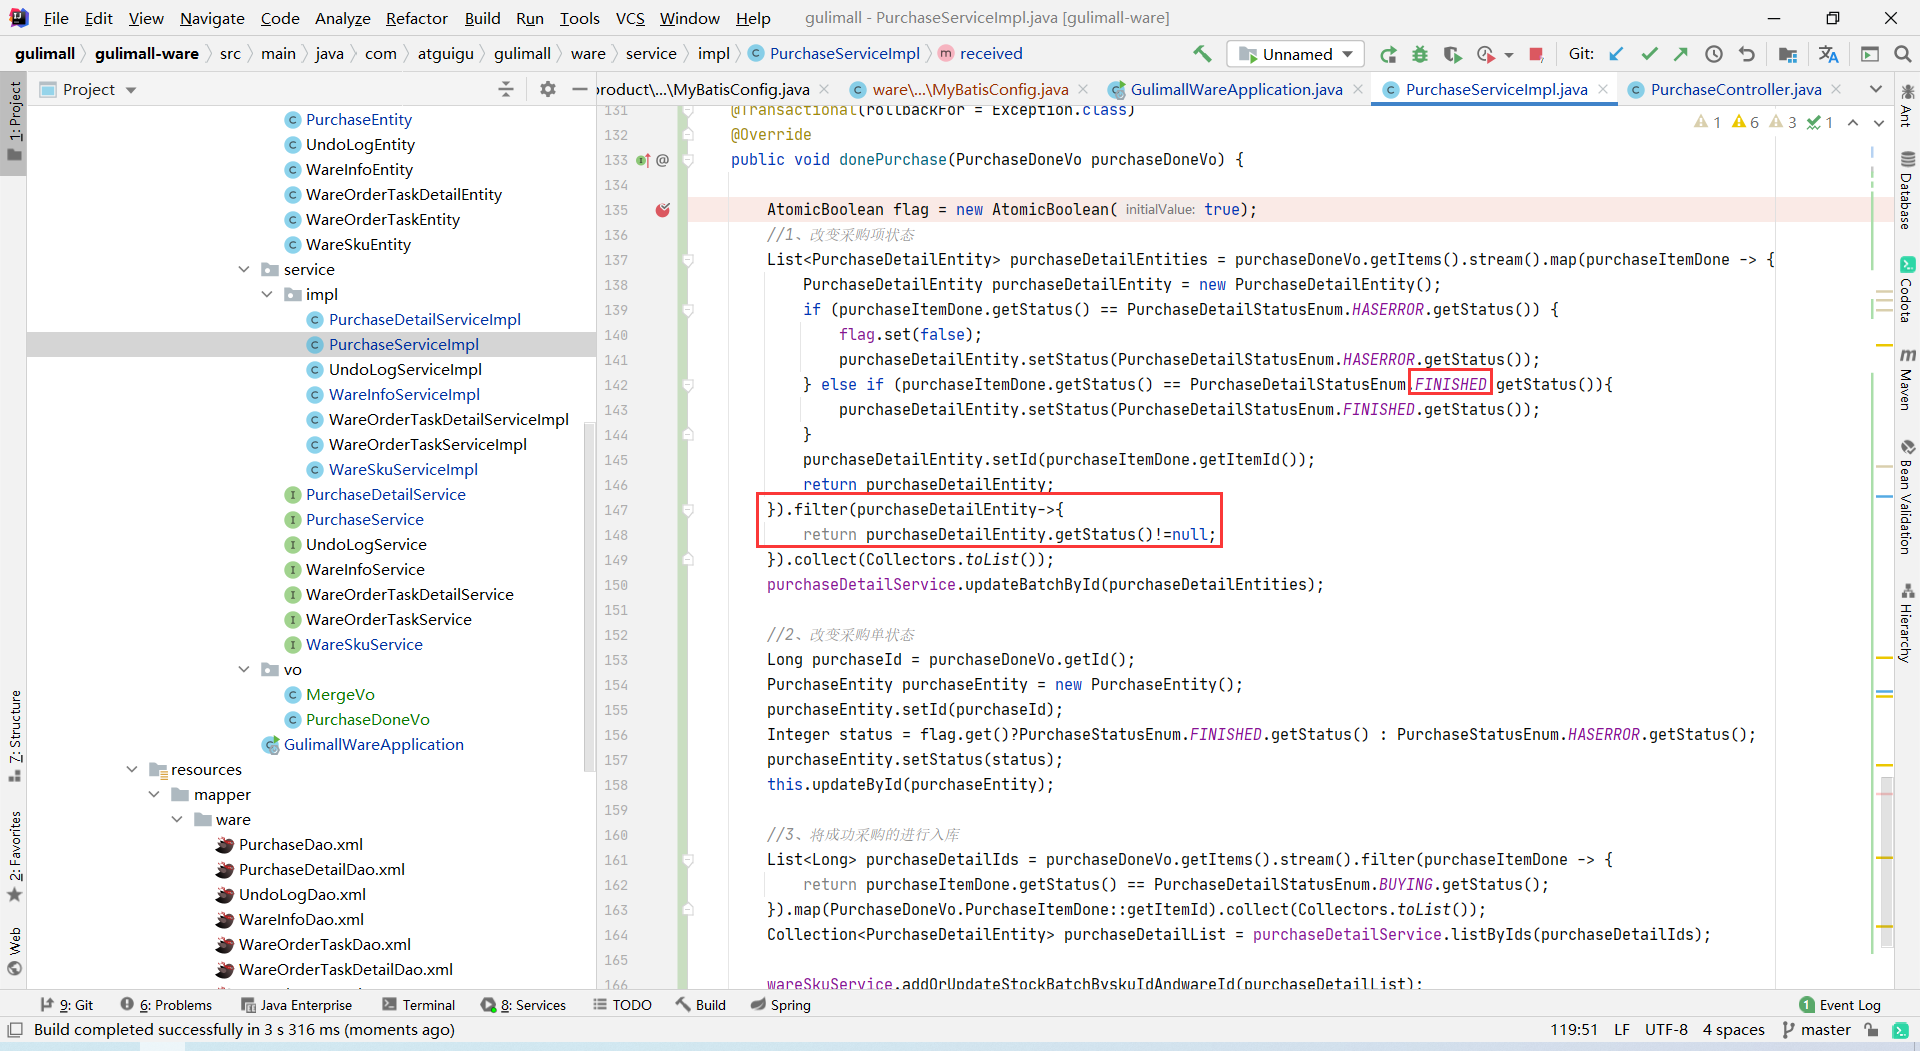 File Edit View Navigate Code Analyze Refactor Build Run Tools VCS Window Help gulimall - PurchaseServiceImpl.java [gulimall-ware]
gulimall gulimall-ware src main java com atguigu gulimall ware service impl PurchaseServiceImpl received Unnamed Git:
Project
product\...\MyBatisConfig.java ware\...\MyBatisConfig.java GulimallWareApplication.java PurchaseServiceImpl.java PurchaseController.java
1: Project
7: Structure
2: Favorites
Web
PurchaseEntity
UndoLogEntity
WareInfoEntity
WareOrderTaskDetailEntity
WareOrderTaskEntity
WareSkuEntity
service
impl
PurchaseDetailServiceImpl
PurchaseServiceImpl
UndoLogServiceImpl
WareInfoServiceImpl
WareOrderTaskDetailServiceImpl
WareOrderTaskServiceImpl
WareSkuServiceImpl
PurchaseDetailService
PurchaseService
UndoLogService
WareInfoService
WareOrderTaskDetailService
WareOrderTaskService
WareSkuService
vo
MergeVo
PurchaseDoneVo
GulimallWareApplication
resources
mapper
ware
PurchaseDao.xml
PurchaseDetailDao.xml
UndoLogDao.xml
WareInfoDao.xml
WareOrderTaskDao.xml
WareOrderTaskDetailDao.xml
1 6 3 1
131 @Transactional(rollbackFor = Exception.class)
132 @Override
133 public void donePurchase(PurchaseDoneVo purchaseDoneVo) {
134
135 AtomicBoolean flag = new AtomicBoolean( initialValue: true);
136 //1、改变采购项状态
137 List<PurchaseDetailEntity> purchaseDetailEntities = purchaseDoneVo.getItems().stream().map(purchaseItemDone -> {
138 PurchaseDetailEntity purchaseDetailEntity = new PurchaseDetailEntity();
139 if (purchaseItemDone.getStatus() == PurchaseDetailStatusEnum.HASERROR.getStatus()) {
140 flag.set(false);
141 purchaseDetailEntity.setStatus(PurchaseDetailStatusEnum.HASERROR.getStatus());
142 } else if (purchaseItemDone.getStatus() == PurchaseDetailStatusEnum.FINISHED.getStatus()){
143 purchaseDetailEntity.setStatus(PurchaseDetailStatusEnum.FINISHED.getStatus());
144 }
145 purchaseDetailEntity.setId(purchaseItemDone.getItemId());
146 return purchaseDetailEntity;
147 }).filter(purchaseDetailEntity->{
148 return purchaseDetailEntity.getStatus()!=null;
149 }).collect(Collectors.toList());
150 purchaseDetailService.updateBatchById(purchaseDetailEntities);
151
152 //2、改变采购单状态
153 Long purchaseId = purchaseDoneVo.getId();
154 PurchaseEntity purchaseEntity = new PurchaseEntity();
155 purchaseEntity.setId(purchaseId);
156 Integer status = flag.get()?PurchaseStatusEnum.FINISHED.getStatus() : PurchaseStatusEnum.HASERROR.getStatus();
157 purchaseEntity.setStatus(status);
158 this.updateById(purchaseEntity);
159
160 //3、将成功采购的进行入库
161 List<Long> purchaseDetailIds = purchaseDoneVo.getItems().stream().filter(purchaseItemDone -> {
162 return purchaseItemDone.getStatus() == PurchaseDetailStatusEnum.BUYING.getStatus();
163 }).map(PurchaseDoneVo.PurchaseItemDone::getItemId).collect(Collectors.toList());
164 Collection<PurchaseDetailEntity> purchaseDetailList = purchaseDetailService.listByIds(purchaseDetailIds);
165
166 wareSkuService.addOrUpdateStockBatchByskuIdAndwareId(purchaseDetailList);
Ant
Database
Codota
Maven
Bean Validation
Hierarchy
9: Git 6: Problems Java Enterprise Terminal 8: Services TODO Build Spring 1 Event Log
Build completed successfully in 3 s 316 ms (moments ago) 119:51 LF UTF-8 4 spaces master